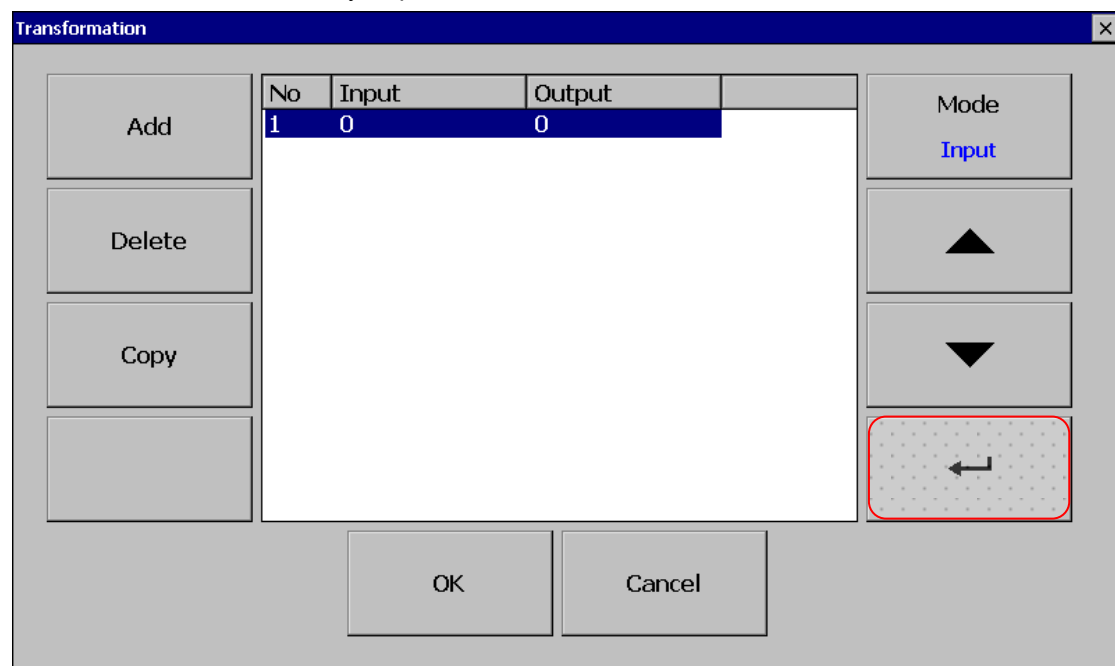 Transformation
Add
Delete
Copy
No Input Output
1 0 0
Mode
Input
OK Cancel